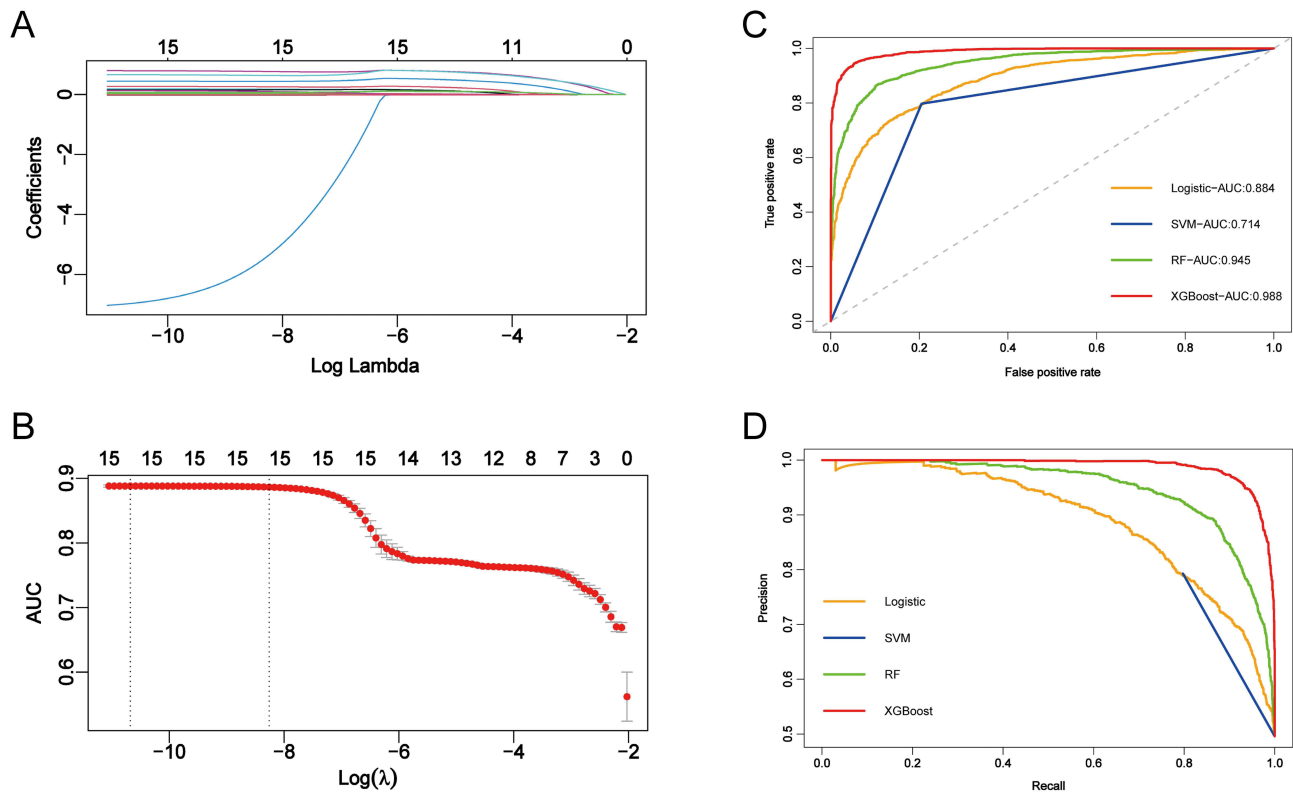 A
15 15 15 11 0
0
−2
−4
−6
Coefficients
−10 −8 −6 −4 −2
Log Lambda
B
15 15 15 15 15 15 15 14 13 12 8 7 3 0
0.9
0.8
0.7
0.6
AUC
−10 −8 −6 −4 −2
Log(λ)
C
1.0
0.8
0.6
0.4
0.2
0.0
True positive rate
Logistic−AUC:0.884
SVM−AUC:0.714
RF−AUC:0.945
XGBoost−AUC:0.988
0.0 0.2 0.4 0.6 0.8 1.0
False positive rate
D
1.0
0.9
0.8
0.7
0.6
0.5
Precision
Logistic
SVM
RF
XGBoost
0.0 0.2 0.4 0.6 0.8 1.0
Recall